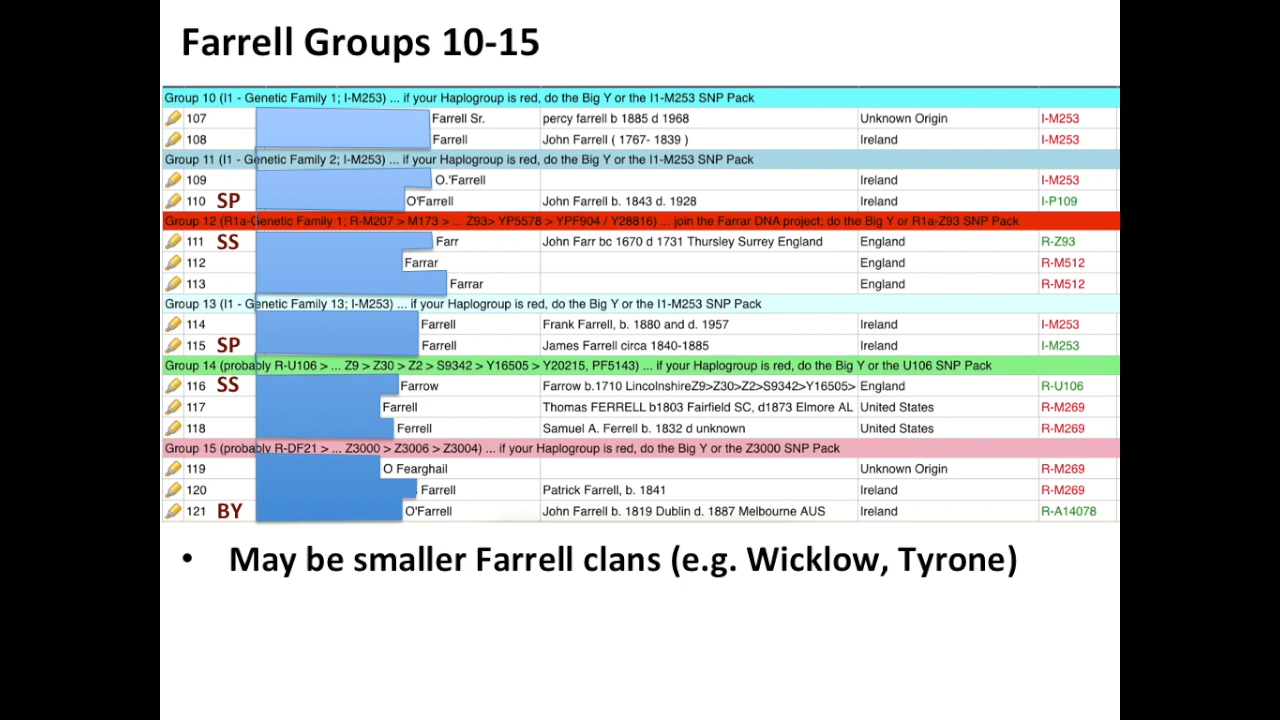 Farrell Groups 10-15
Group 10 (I1 - Genetic Family 1; I-M253) ... if your Haplogroup is red, do the Big Y or the I1-M253 SNP Pack
107 Farrell Sr. percy farrell b 1885 d 1968 Unknown Origin I-M253
108 Farrell John Farrell ( 1767- 1839 ) Ireland I-M253
Group 11 (I1 - Genetic Family 2; I-M253) ... if your Haplogroup is red, do the Big Y or the I1-M253 SNP Pack
109 O.'Farrell Ireland I-M253
110 SP O'Farrell John Farrell b. 1843 d. 1928 Ireland I-P109
Group 12 (R1a-Genetic Family 1; R-M207 > M173 > ... Z93> YP5578 > YPF904 / Y28816) ... join the Farrar DNA project; do the Big Y or R1a-Z93 SNP Pack
111 SS Farr John Farr bc 1670 d 1731 Thursley Surrey England England R-Z93
112 Farrar England R-M512
113 Farrar England R-M512
Group 13 (I1 - Genetic Family 13; I-M253) ... if your Haplogroup is red, do the Big Y or the I1-M253 SNP Pack
114 Farrell Frank Farrell, b. 1880 and d. 1957 Ireland I-M253
115 SP Farrell James Farrell circa 1840-1885 Ireland I-M253
Group 14 (probably R-U106 > ... Z9 > Z30 > Z2 > S9342 > Y16505 > Y20215, PF5143) ... if your Haplogroup is red, do the Big Y or the U106 SNP Pack
116 SS Farrow Farrow b.1710 LincolnshireZ9>Z30>Z2>S9342>Y16505> England R-U106
117 Farrell Thomas FERRELL b1803 Fairfield SC, d1873 Elmore AL United States R-M269
118 Ferrell Samuel A. Ferrell b. 1832 d unknown United States R-M269
Group 15 (probably R-DF21 > ... Z3000 > Z3006 > Z3004) ... if your Haplogroup is red, do the Big Y or the Z3000 SNP Pack
119 O Fearghail Unknown Origin R-M269
120 Farrell Patrick Farrell, b. 1841 Ireland R-M269
121 BY O'Farrell John Farrell b. 1819 Dublin d. 1887 Melbourne AUS Ireland R-A14078
• May be smaller Farrell clans (e.g. Wicklow, Tyrone)